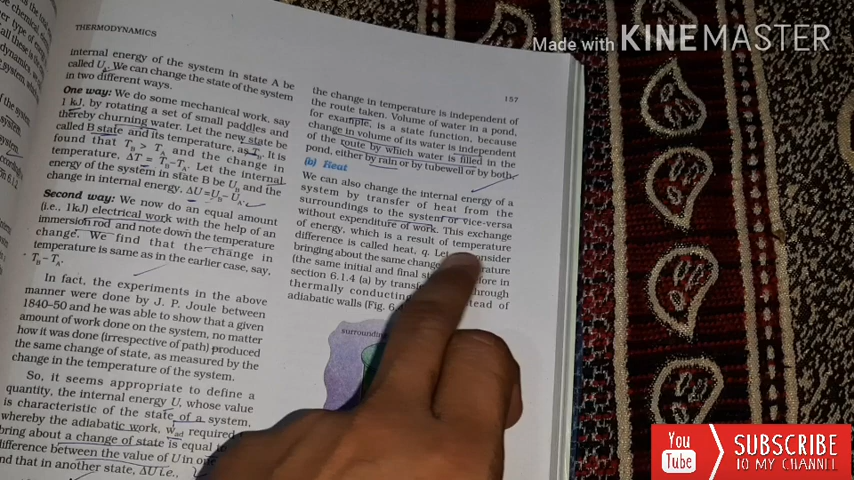 THERMODYNAMICS
internal energy of the system in state A be
called U_A. We can change the state of the system
in two different ways.
One way: We do some mechanical work, say
1 kJ, by rotating a set of small paddles and
thereby churning water. Let the new state be
called B state and its temperature, as T_B. It is
found that T_B > T_A and the change in
temperature, ΔT = T_B–T_A. Let the internal
energy of the system in state B be U_B and the
change in internal energy, ΔU = U_B – U_A.
Second way: We now do an equal amount
(i.e., 1kJ) electrical work with the help of an
immersion rod and note down the temperature
change. We find that the change in
temperature is same as in the earlier case, say,
T_B – T_A.
In fact, the experiments in the above
manner were done by J. P. Joule between
1840–50 and he was able to show that a given
amount of work done on the system, no matter
how it was done (irrespective of path) produced
the same change of state, as measured by the
change in the temperature of the system.
So, it seems appropriate to define a
quantity, the internal energy U, whose value
is characteristic of the state of a system,
whereby the adiabatic work, w_ad required
bring about a change of state is equal
difference between the value of U in one
and that in another state, ΔU i.e.,
157
the change in temperature is independent of
the route taken. Volume of water in a pond,
for example, is a state function, because
change in volume of its water is independent
of the route by which water is filled in the
pond, either by rain or by tubewell or by both,
(b) Heat
We can also change the internal energy of a
system by transfer of heat from the
surroundings to the system or vice-versa
without expenditure of work. This exchange
of energy, which is a result of temperature
difference is called heat, q. Let consider
bringing about the same change
(the same initial and final in
section 6.1.4 (a) by through
thermally conducting instead of
adiabatic walls (Fig. 6.
Made with KINEMASTER
You
Tube
SUBSCRIBE
TO MY CHANNEL